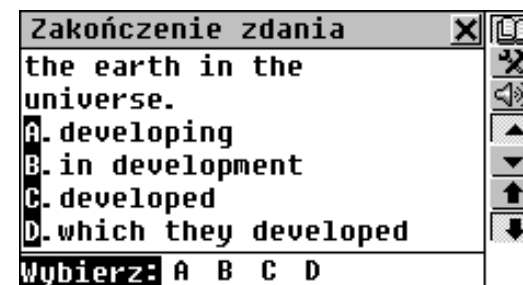 Zakończenie zdania
the earth in the
universe.
A.developing
B.in development
C.developed
D.which they developed
Wybierz: A B C D